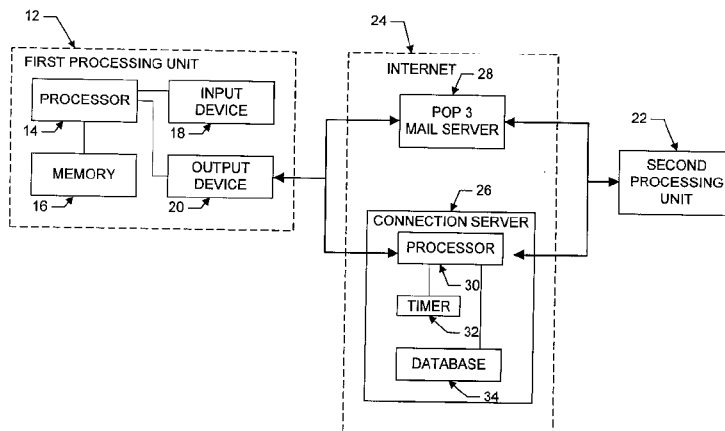 12
FIRST PROCESSING UNIT
PROCESSOR
14
INPUT
DEVICE
18
MEMORY
16
OUTPUT
DEVICE
20
24
INTERNET
28
POP 3
MAIL SERVER
26
CONNECTION SERVER
PROCESSOR
30
TIMER
32
DATABASE
34
22
SECOND
PROCESSING
UNIT